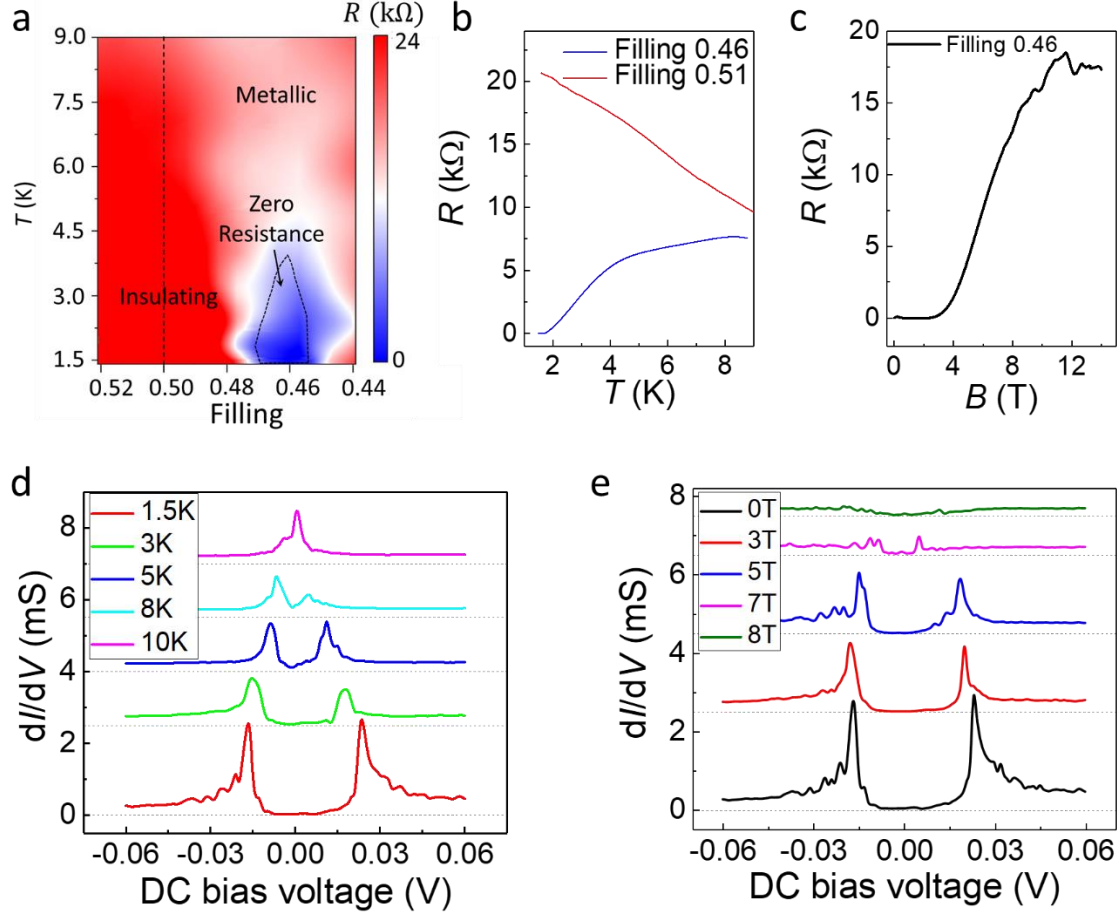 a
R (kΩ)
9.0
7.5
6.0
4.5
3.0
1.5
T (K)
Metallic
Zero
Resistance
Insulating
0.52 0.50 0.48 0.46 0.44
Filling
24
0
b
Filling 0.46
Filling 0.51
20
15
10
5
0
R (kΩ)
2 4 6 8
T (K)
c
Filling 0.46
20
15
10
5
0
R (kΩ)
0 4 8 12
B (T)
d
1.5K
3K
5K
8K
10K
8
6
4
2
0
dI/dV (mS)
-0.06 -0.03 0.00 0.03 0.06
DC bias voltage (V)
e
0T
3T
5T
7T
8T
8
6
4
2
0
dI/dV (mS)
-0.06 -0.03 0.00 0.03 0.06
DC bias voltage (V)